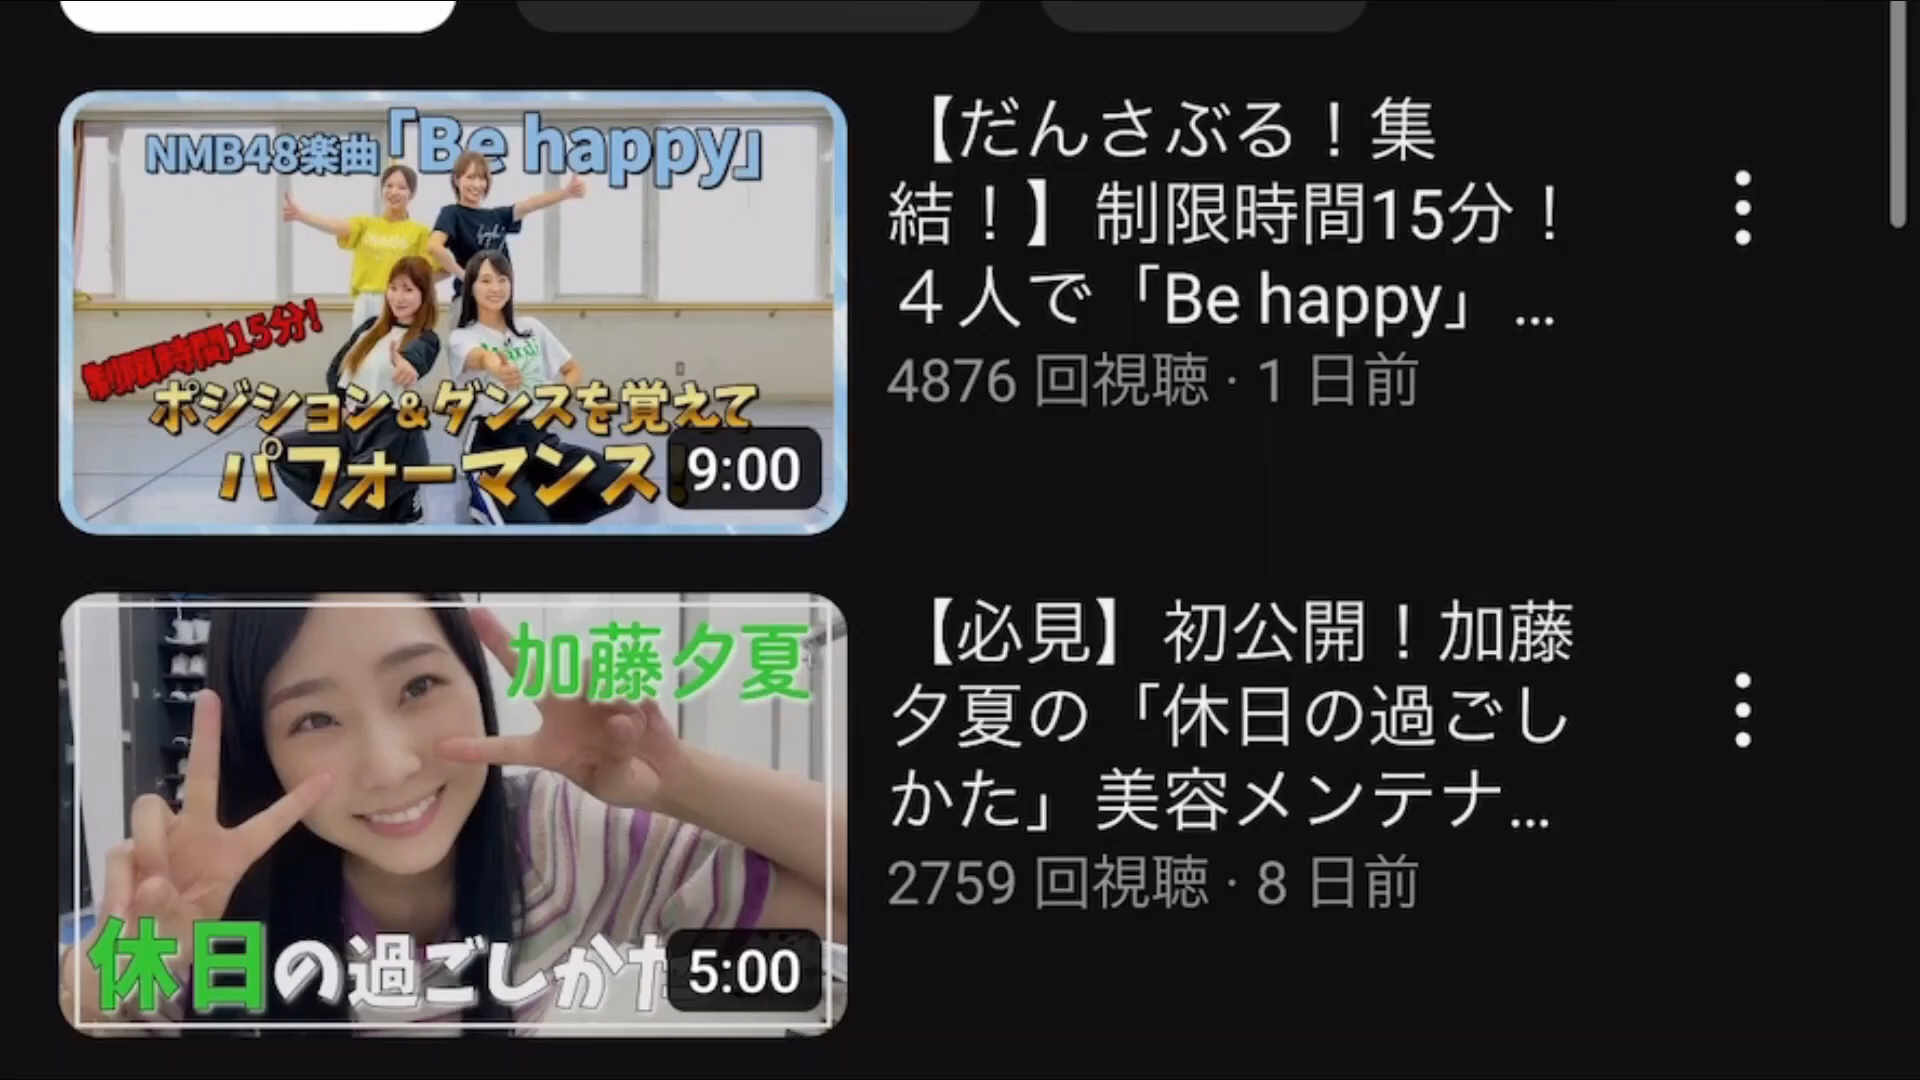 NMB48楽曲「Be happy」
制限時間15分!
ポジション&ダンスを覚えて
パフォーマンス
9:00
【だんさぶる！集
結！】制限時間15分！
４人で「Be happy」...
4876 回視聴・1 日前
加藤夕夏
休日の過ごしかた
5:00
【必見】初公開！加藤
夕夏の「休日の過ごし
かた」美容メンテナ...
2759 回視聴・8 日前